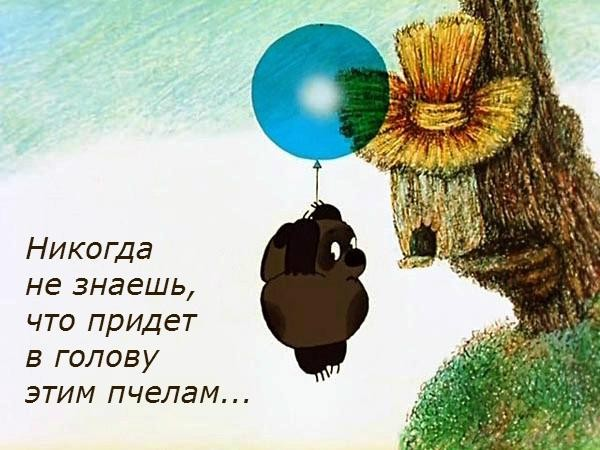 Никогда
не знаешь,
что придет
в голову
этим пчелам...